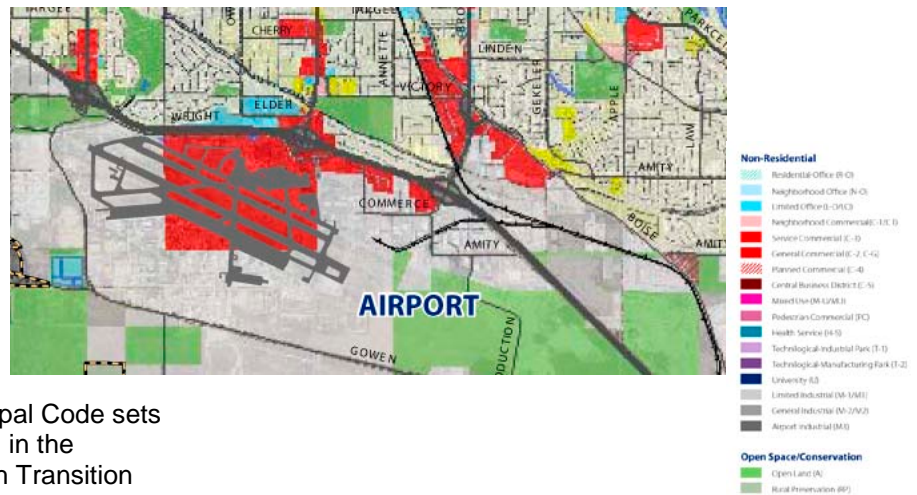 CHERRY
ANNETTE
LINDEN
VICTORY
GEKELER
APPLE
LAW
ELDER
WRIGHT
AMITY
COMMERCE
AMITY
BOISE
AIRPORT
GOWEN
Non-Residential
Residential-Office (R-O)
Neighborhood Office (N-O)
Limited Office (L-O/LO)
Neighborhood Commercial (C-1/C1)
Service Commercial (C-3)
General Commercial (C-2, C-G)
Planned Commercial (C-4)
Central Business District (C-5)
Mixed Use (M-U/MU)
Pedestrian Commercial (PC)
Health Service (H-S)
Technological-Industrial Park (T-1)
Technological-Manufacturing Park (T-2)
University (U)
Limited Industrial (M-1/M1)
General Industrial (M-2/M2)
Airport Industrial (M3)
Open Space/Conservation
Open Land (A)
Rural Preservation (RP)
pal Code sets
in the
n Transition